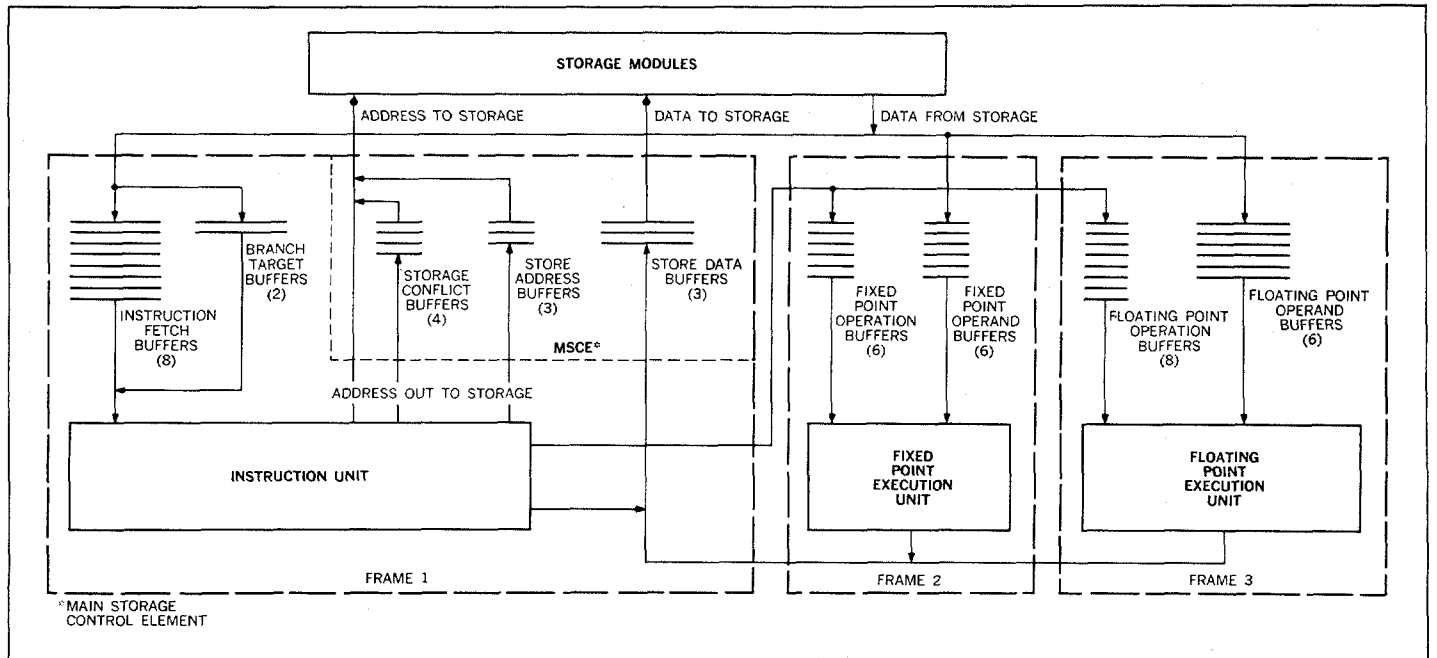 STORAGE MODULES
ADDRESS TO STORAGE
DATA TO STORAGE
DATA FROM STORAGE
BRANCH
TARGET
BUFFERS
(2)
INSTRUCTION
FETCH
BUFFERS
(8)
STORAGE
CONFLICT
BUFFERS
(4)
STORE
ADDRESS
BUFFERS
(3)
STORE DATA
BUFFERS
(3)
MSCE*
FIXED
POINT
OPERATION
BUFFERS
(6)
FIXED
POINT
OPERAND
BUFFERS
(6)
FLOATING POINT
OPERATION
BUFFERS
(8)
FLOATING POINT
OPERAND
BUFFERS
(6)
ADDRESS OUT TO STORAGE
INSTRUCTION UNIT
FIXED
POINT
EXECUTION
UNIT
FLOATING
POINT
EXECUTION
UNIT
FRAME 1
FRAME 2
FRAME 3
*MAIN STORAGE
CONTROL ELEMENT